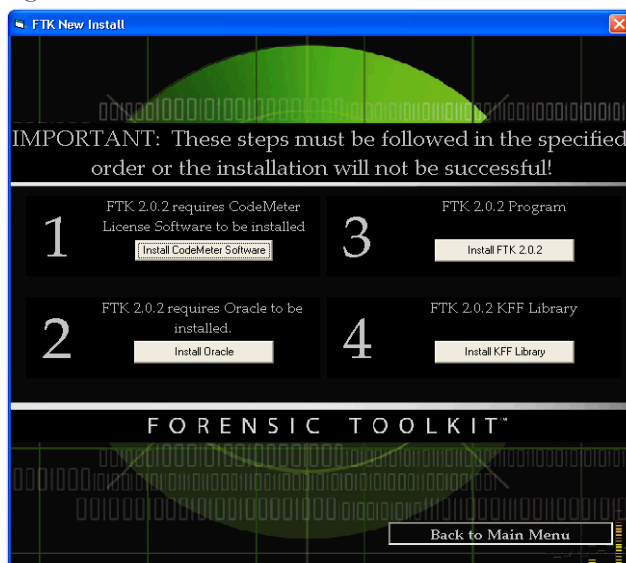 FTK New Install
IMPORTANT: These steps must be followed in the specified
order or the installation will not be successful!
1
FTK 2.0.2 requires CodeMeter
License Software to be installed
Install CodeMeter Software
2
FTK 2.0.2 requires Oracle to be
installed.
Install Oracle
3
FTK 2.0.2 Program
Install FTK 2.0.2
4
FTK 2.0.2 KFF Library
Install KFF Library
FORENSIC TOOLKIT™
Back to Main Menu